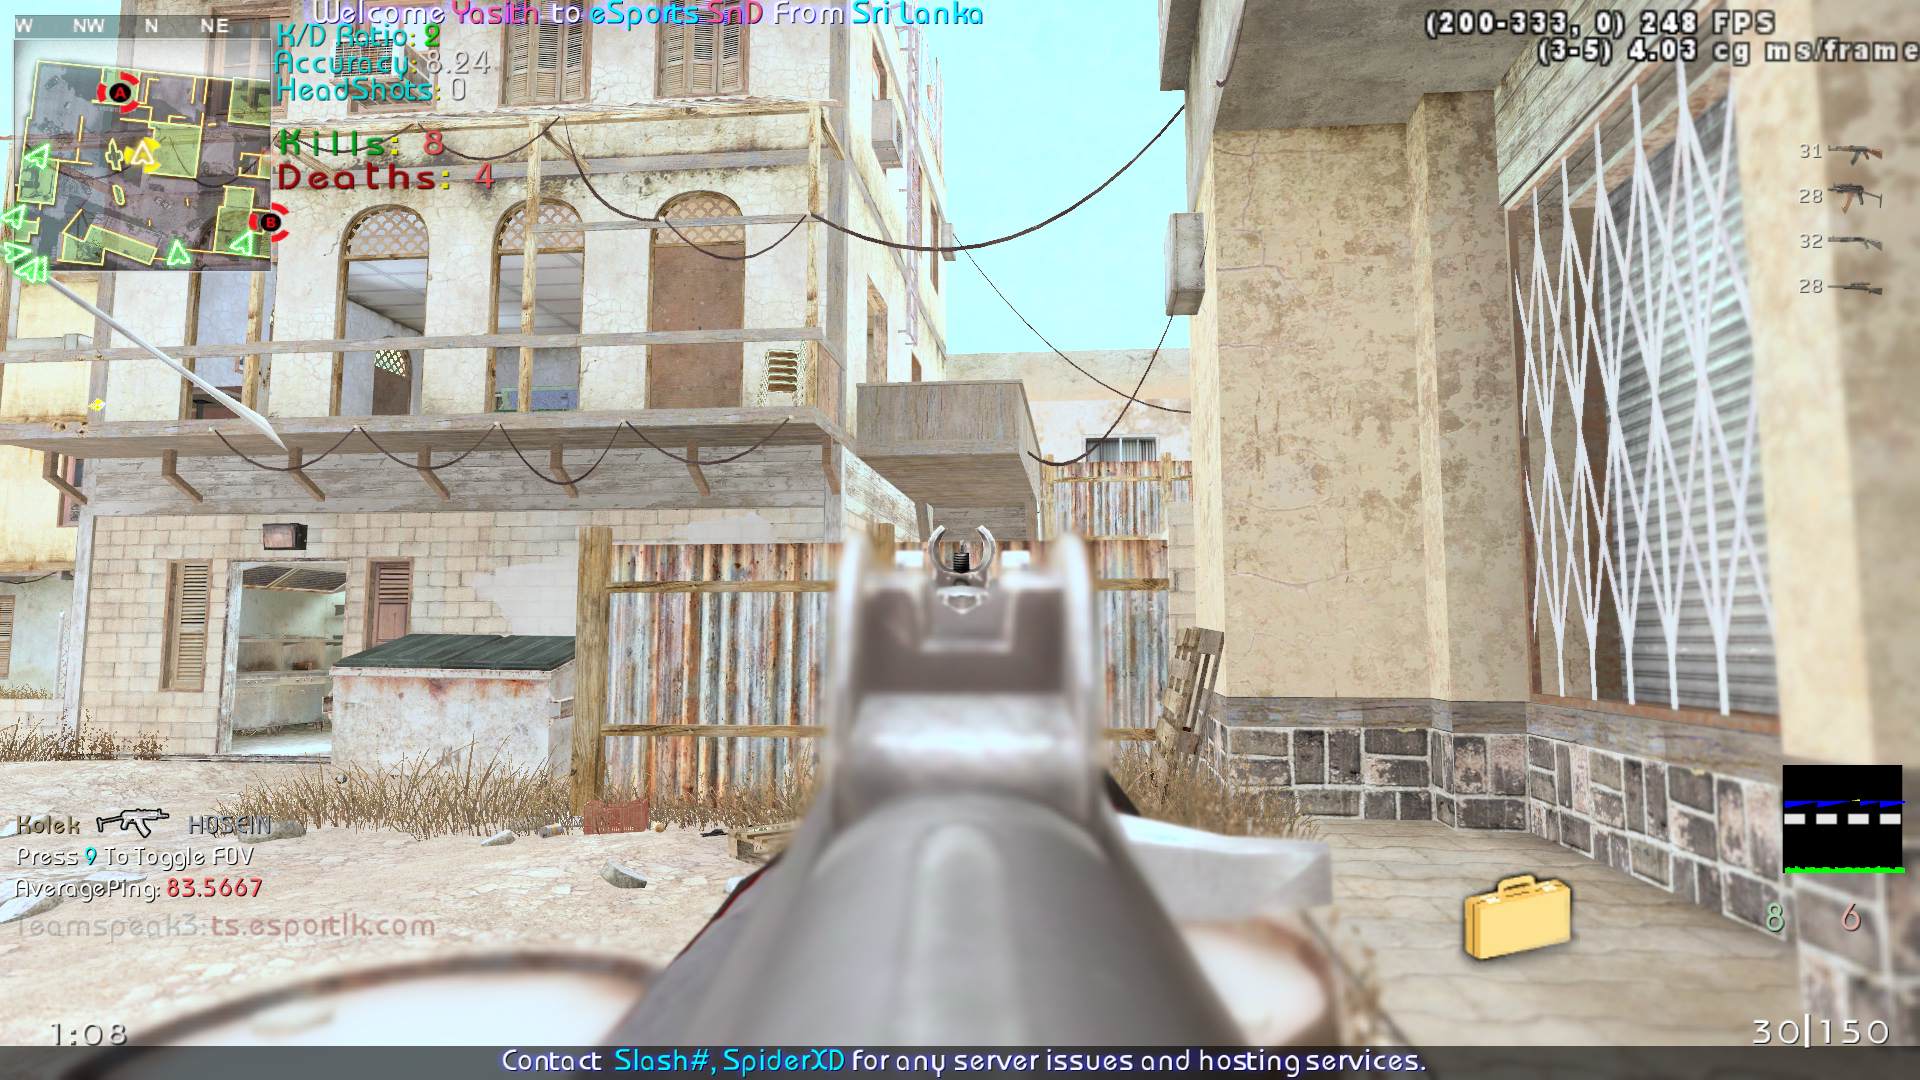 Welcome Yasith to eSports SnD From Sri Lanka
W NW N NE
K/D Ratio: 2
Accuracy: 8.24
HeadShots: 0
Kills: 8
Deaths: 4
A
B
(200-333, 0) 248 FPS
(3-5) 4.03 cg ms/frame
31
28
32
28
Kolek HOSEIN
Press 9 To Toggle FOV
AveragePing: 83.5667
Teamspeak3:ts.esportlk.com
8 6
1:08
30|150
Contact Slash#, SpiderXD for any server issues and hosting services.